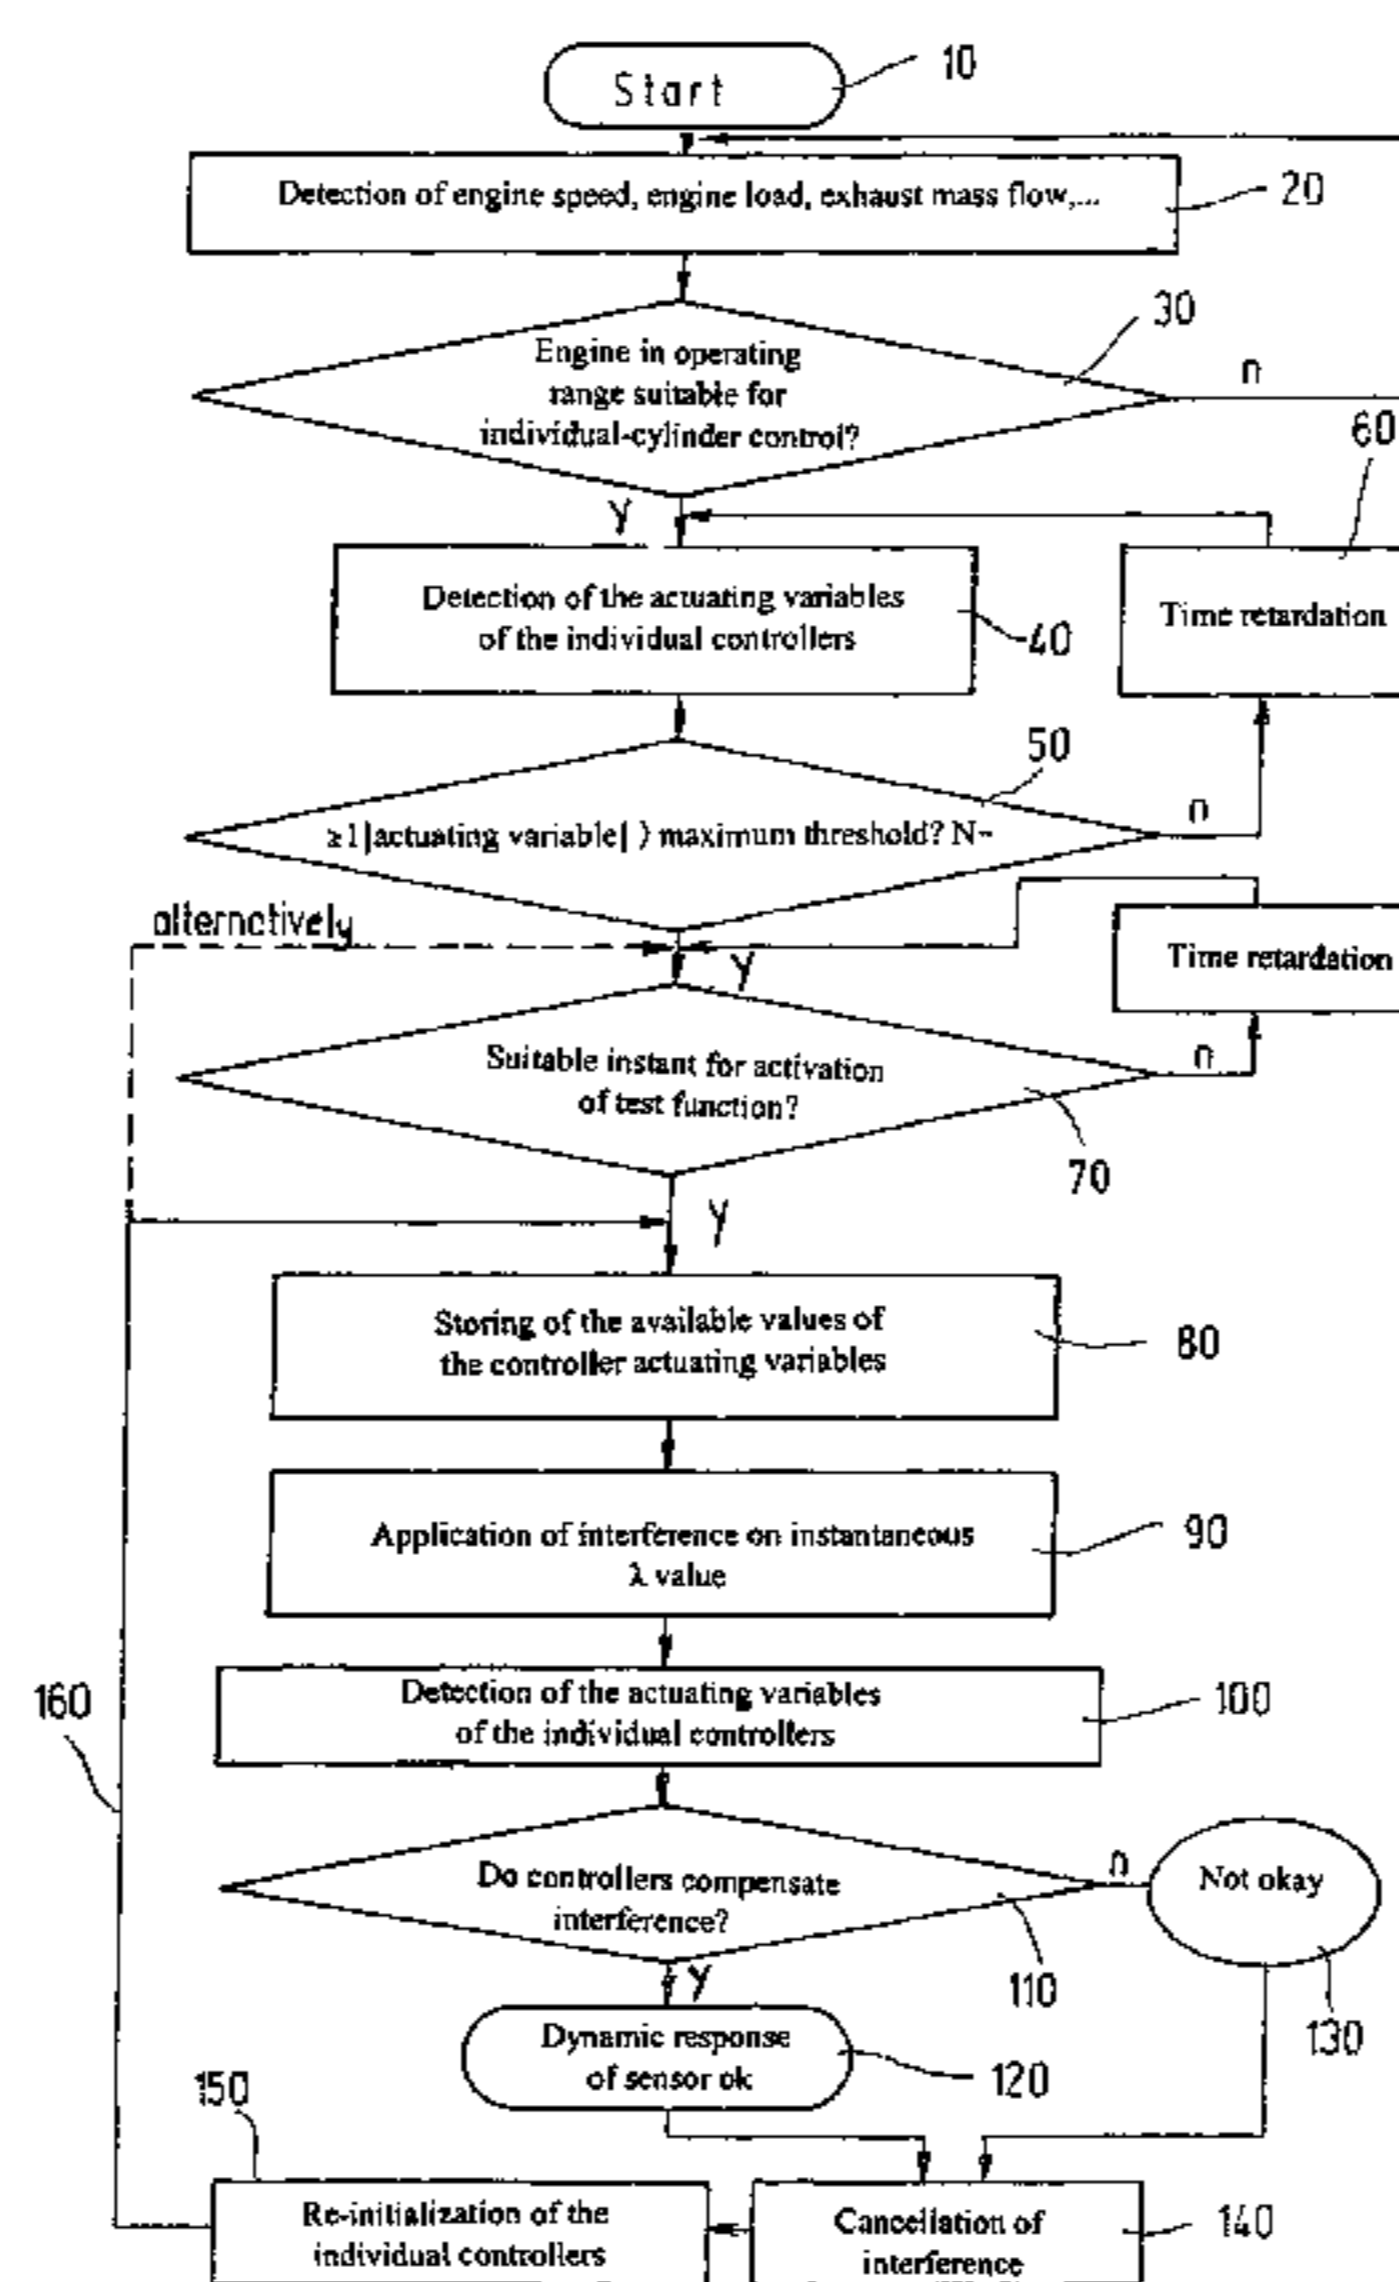 Start
10
Detection of engine speed, engine load, exhaust mass flow,...
20
30
Engine in operating
range suitable for
individual-cylinder control?
n
60
y
Detection of the actuating variables
of the individual controllers
40
Time retardation
50
≥1|actuating variable| ) maximum threshold? N-
n
alternatively
y
Time retardation
Suitable instant for activation
of test function?
n
70
y
Storing of the available values of
the controller actuating variables
80
Application of interference on instantaneous
λ value
90
Detection of the actuating variables
of the individual controllers
100
160
Do controllers compensate
interference?
n
Not okay
110
y
130
Dynamic response
of sensor ok
120
150
Re-initialization of the
individual controllers
Cancellation of
interference
140